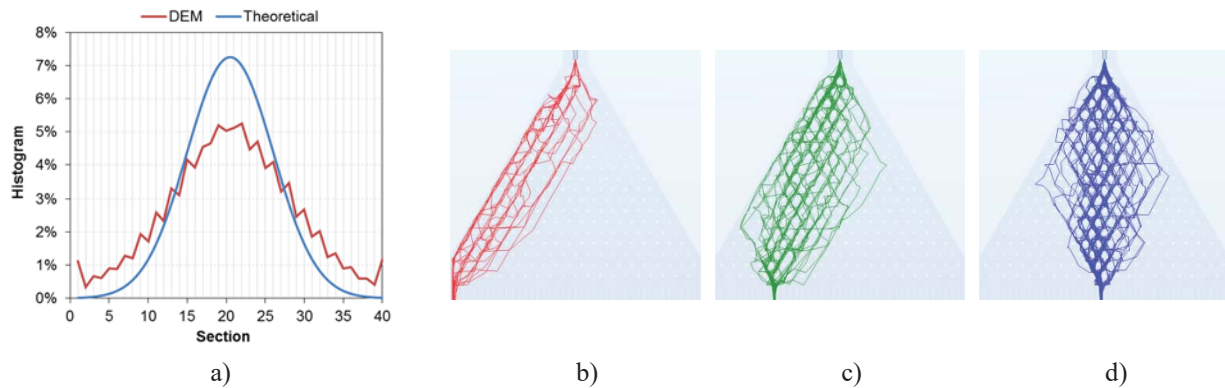 DEM Theoretical
8%
7%
6%
5%
4%
3%
2%
1%
0%
Histogram
0 5 10 15 20 25 30 35 40
Section
a) b) c) d)